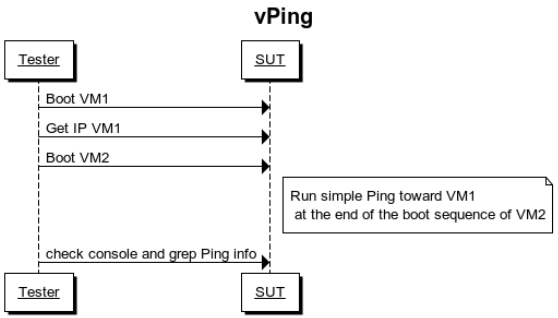 vPing
Tester SUT
Boot VM1
Get IP VM1
Boot VM2
Run simple Ping toward VM1
at the end of the boot sequence of VM2
check console and grep Ping info
Tester SUT